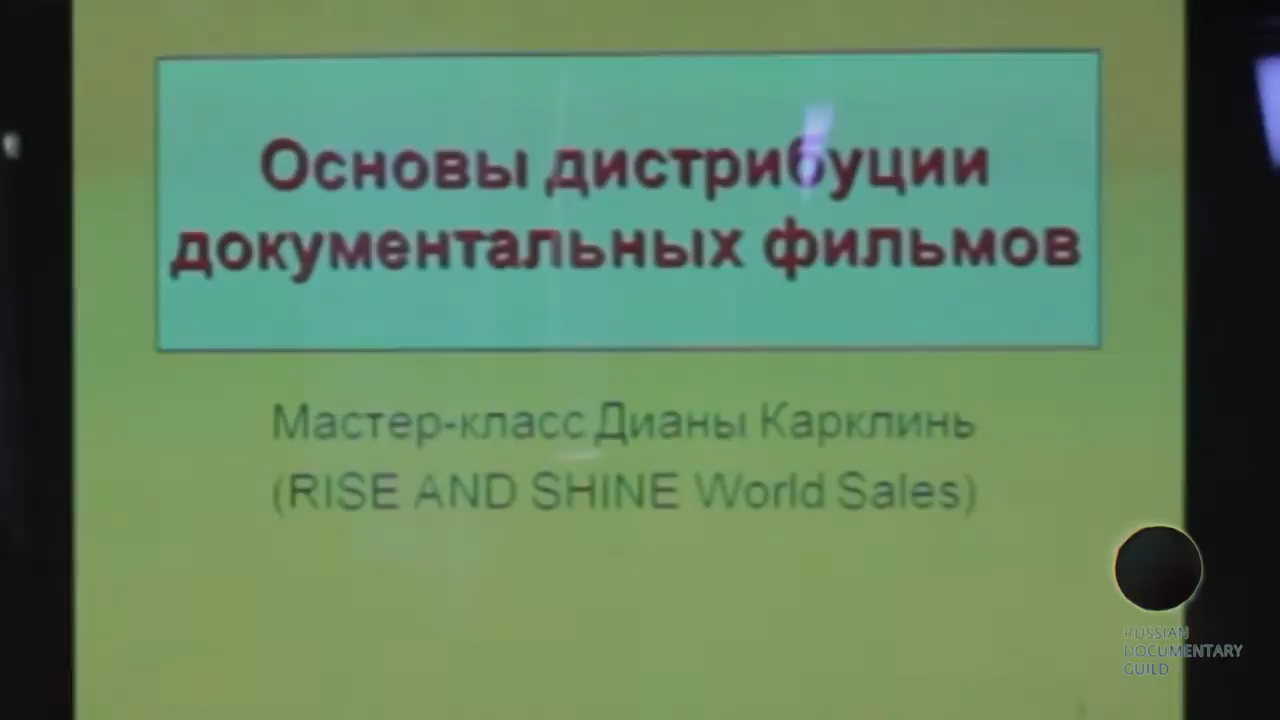 Основы дистрибуции
документальных фильмов
Мастер-класс Дианы Карклинь
(RISE AND SHINE World Sales)
RUSSIAN
DOCUMENTARY
GUILD